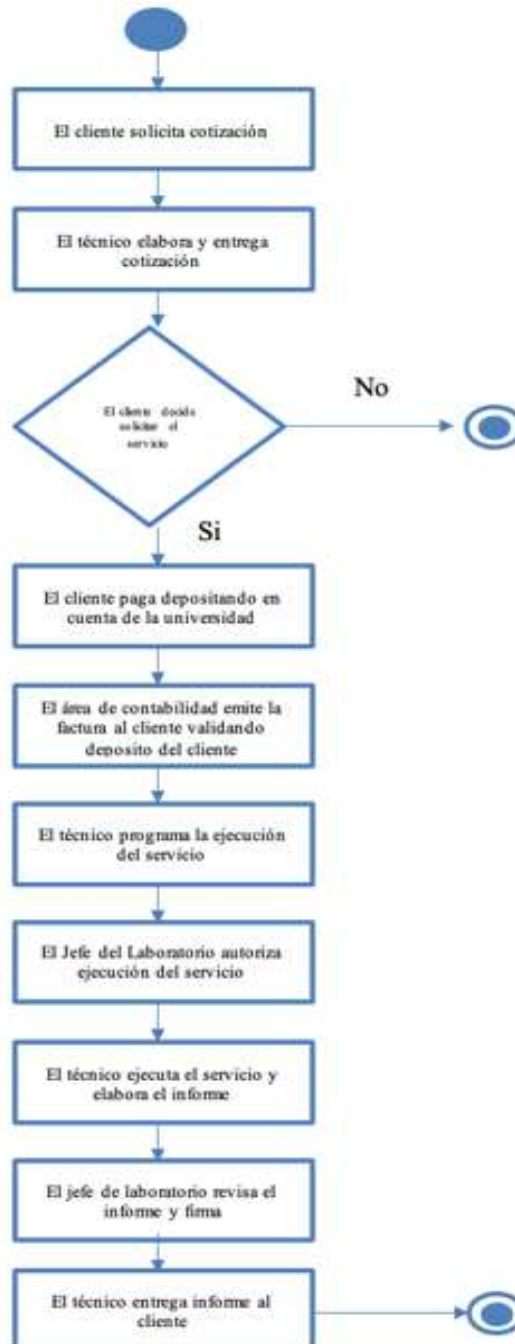 El cliente solicita cotización
El técnico elabora y entrega
cotización
El cliente decide
solicitar el
servicio
No
Si
El cliente paga depositando en
cuenta de la universidad
El área de contabilidad emite la
factura al cliente validando
deposito del cliente
El técnico programa la ejecución
del servicio
El Jefe del Laboratorio autoriza
ejecución del servicio
El técnico ejecuta el servicio y
elabora el informe
El jefe de laboratorio revisa el
informe y firma
El técnico entrega informe al
cliente